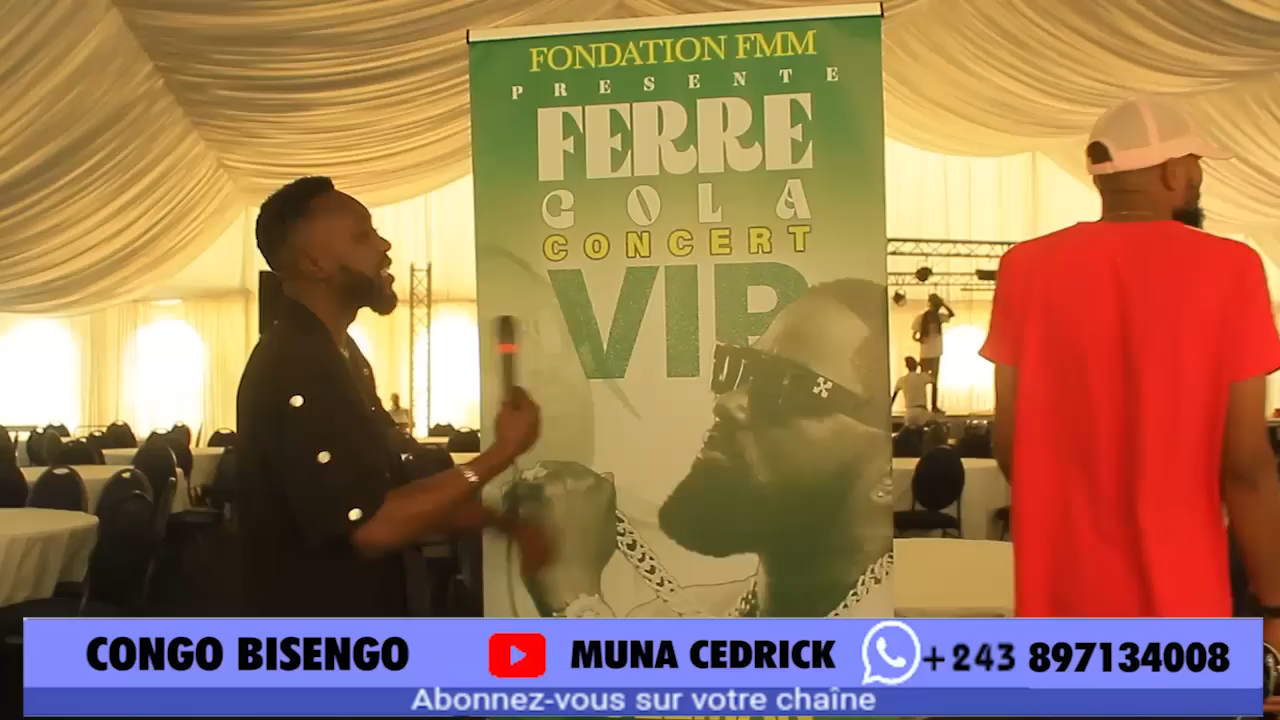 FONDATION FMM
PRESENTE
FERRE
GOLA
CONCERT
VIP
CONGO BISENGO
MUNA CEDRICK
+243 897134008
Abonnez-vous sur votre chaîne